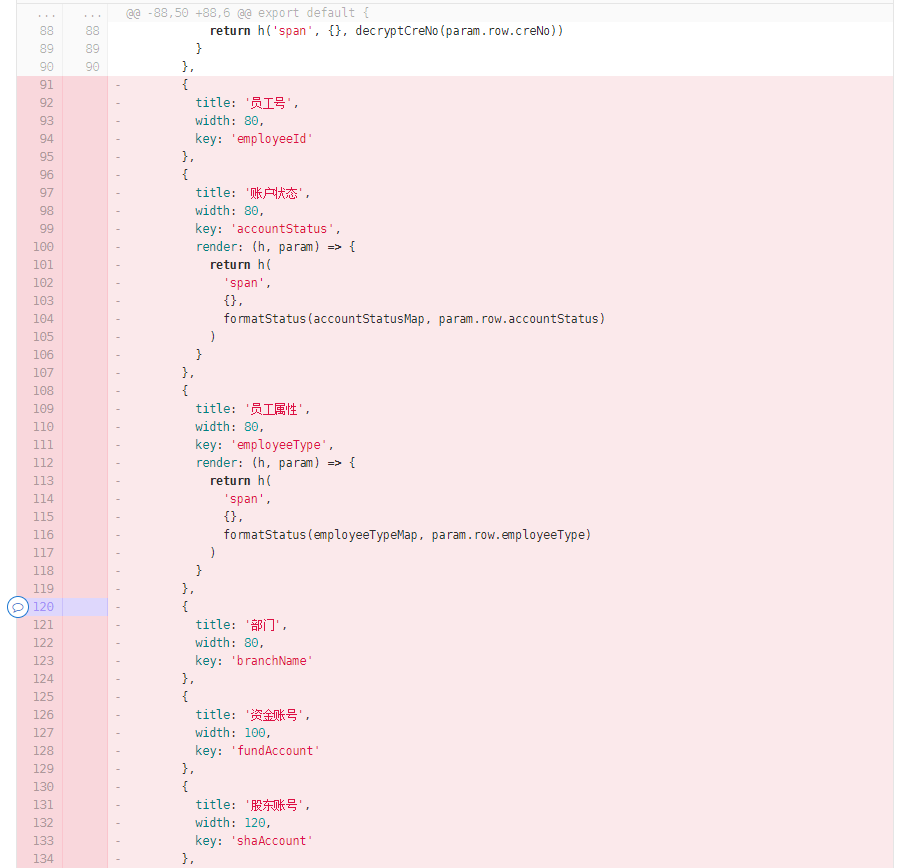 ... ... @@ -88,50 +88,6 @@ export default {
88 88 return h('span', {}, decryptCreNo(param.row.creNo))
89 89 }
90 90 },
91 - {
92 - title: '员工号',
93 - width: 80,
94 - key: 'employeeId'
95 - },
96 - {
97 - title: '账户状态',
98 - width: 80,
99 - key: 'accountStatus',
100 - render: (h, param) => {
101 - return h(
102 - 'span',
103 - {},
104 - formatStatus(accountStatusMap, param.row.accountStatus)
105 - )
106 - }
107 - },
108 - {
109 - title: '员工属性',
110 - width: 80,
111 - key: 'employeeType',
112 - render: (h, param) => {
113 - return h(
114 - 'span',
115 - {},
116 - formatStatus(employeeTypeMap, param.row.employeeType)
117 - )
118 - }
119 - },
120 - {
121 - title: '部门',
122 - width: 80,
123 - key: 'branchName'
124 - },
125 - {
126 - title: '资金账号',
127 - width: 100,
128 - key: 'fundAccount'
129 - },
130 - {
131 - title: '股东账号',
132 - width: 120,
133 - key: 'shaAccount'
134 - },